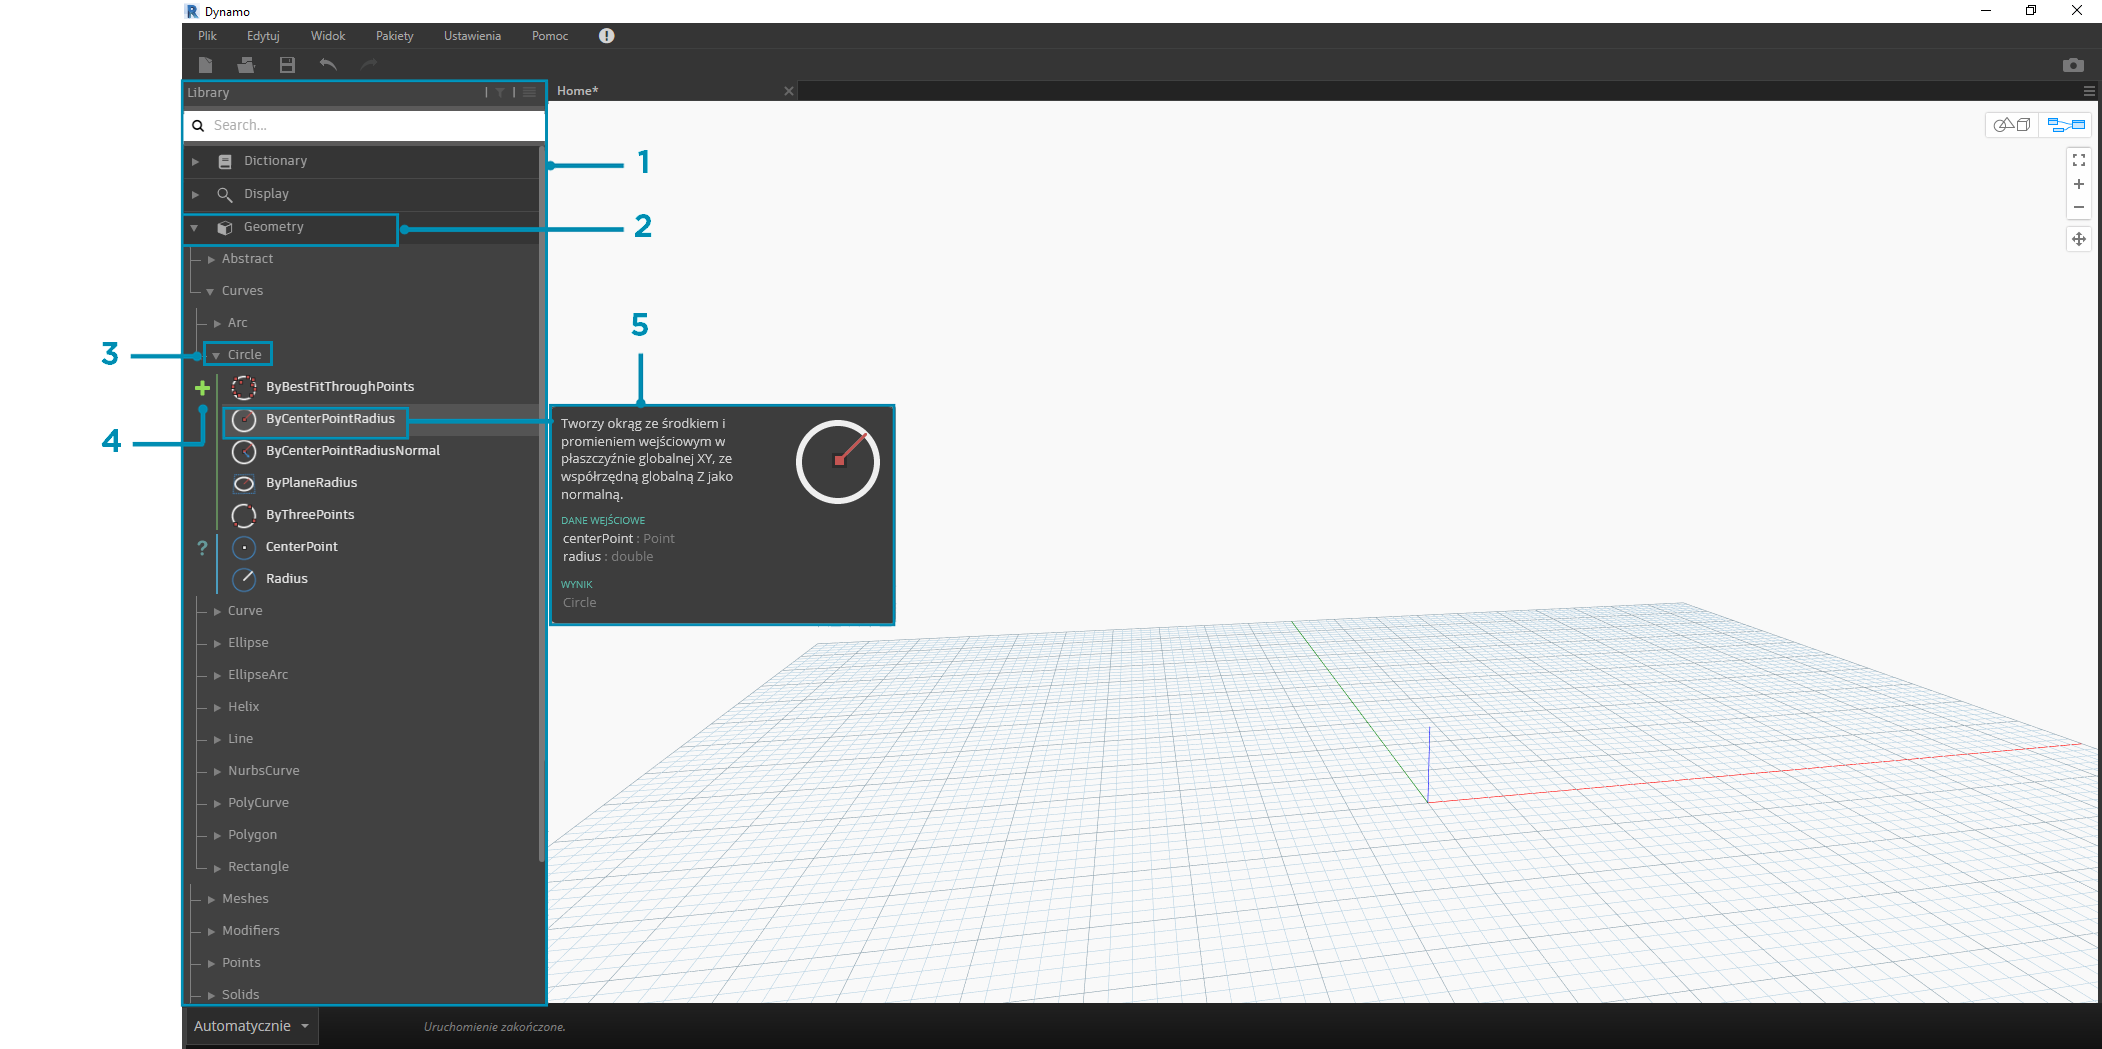 Dynamo
Plik Edytuj Widok Pakiety Ustawienia Pomoc
Library
Home*
Search...
Dictionary
1
Display
Geometry
2
Abstract
Curves
Arc
5
3
Circle
ByBestFitThroughPoints
ByCenterPointRadius
4
ByCenterPointRadiusNormal
ByPlaneRadius
ByThreePoints
?
CenterPoint
Radius
Tworzy okrąg ze środkiem i
promieniem wejściowym w
płaszczyźnie globalnej XY, ze
współrzędną globalną Z jako
normalną.
DANE WEJŚCIOWE
centerPoint : Point
radius : double
WYNIK
Circle
Curve
Ellipse
EllipseArc
Helix
Line
NurbsCurve
PolyCurve
Polygon
Rectangle
Meshes
Modifiers
Points
Solids
Automatycznie
Uruchomienie zakończone.